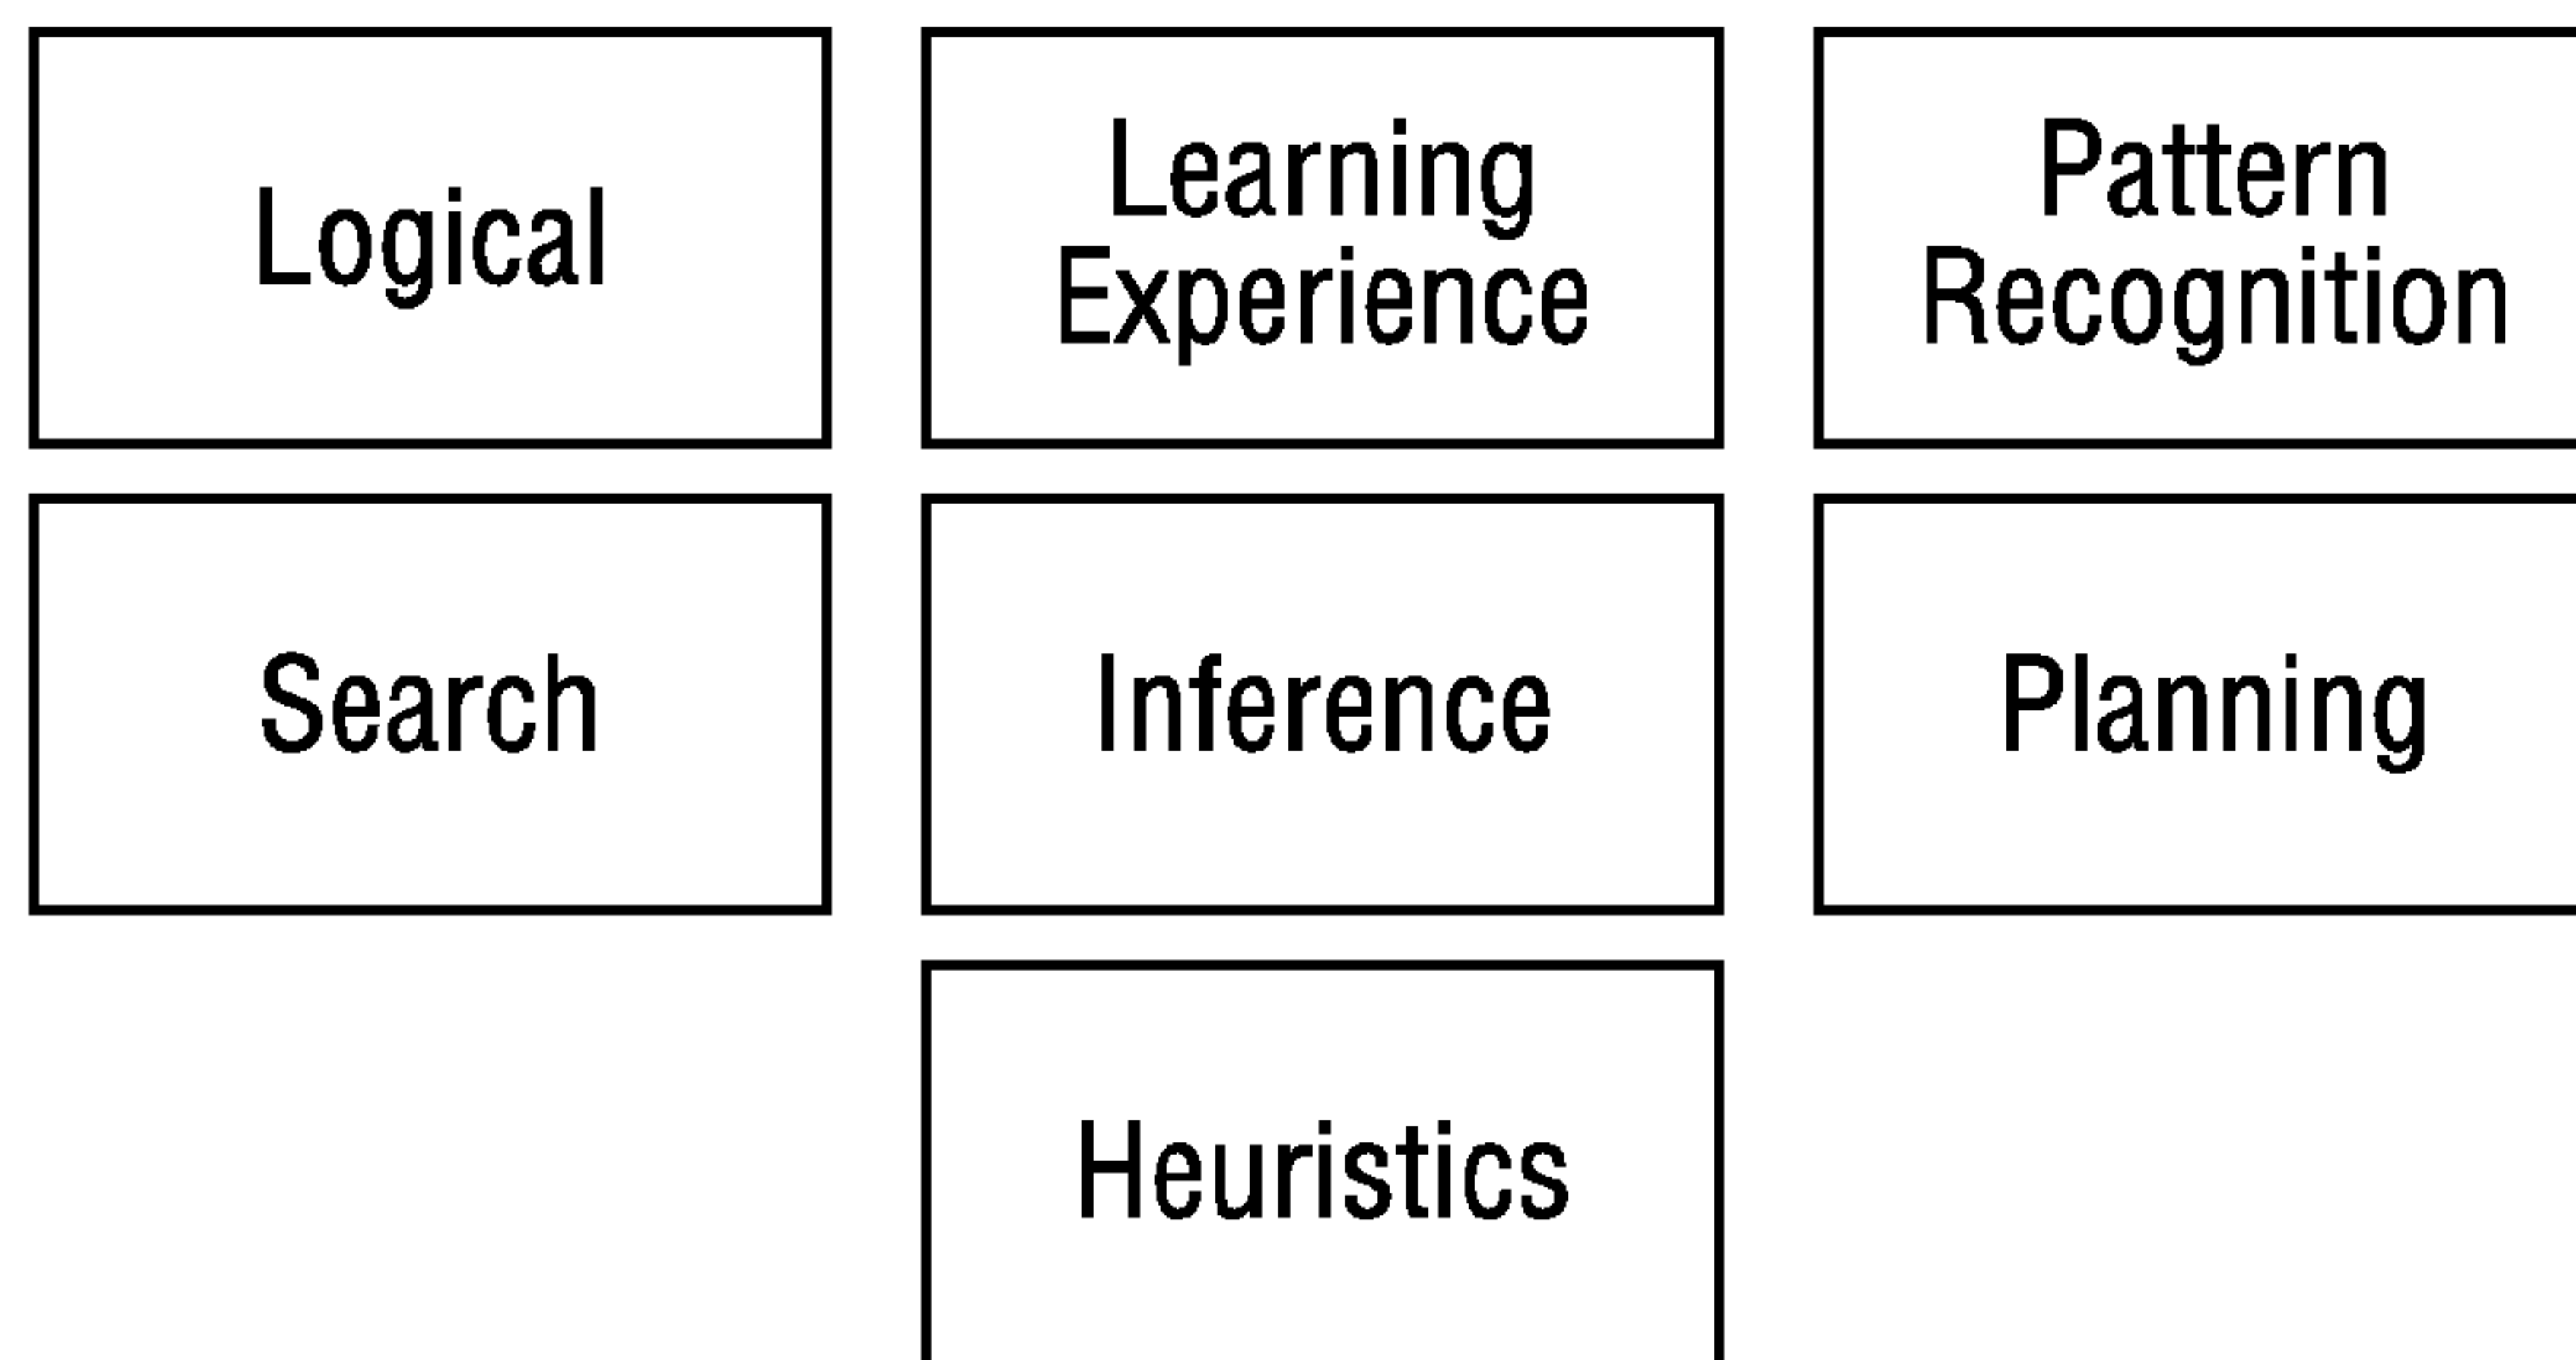 Logical
Learning
Experience
Pattern
Recognition
Search
Inference
Planning
Heuristics